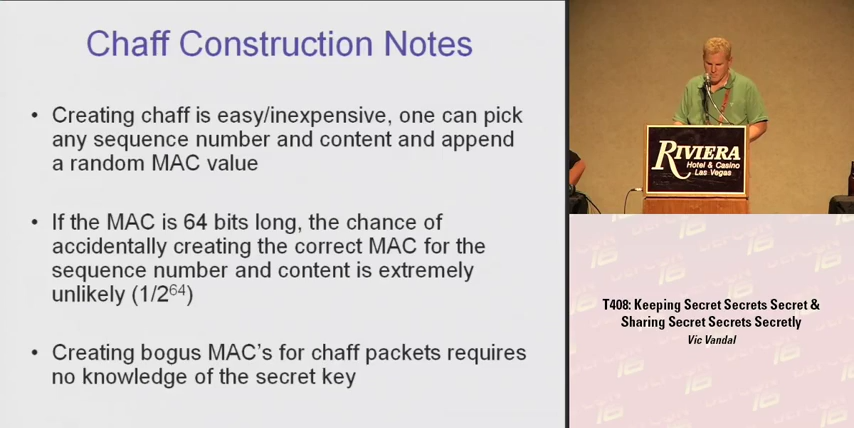 Chaff Construction Notes
• Creating chaff is easy/inexpensive, one can pick
any sequence number and content and append
a random MAC value
• If the MAC is 64 bits long, the chance of
accidentally creating the correct MAC for the
sequence number and content is extremely
unlikely (1/2^64)
• Creating bogus MAC's for chaff packets requires
no knowledge of the secret key
RIVIERA
Hotel & Casino
Las Vegas
T408: Keeping Secret Secrets Secret &
Sharing Secret Secrets Secretly
Vic Vandal